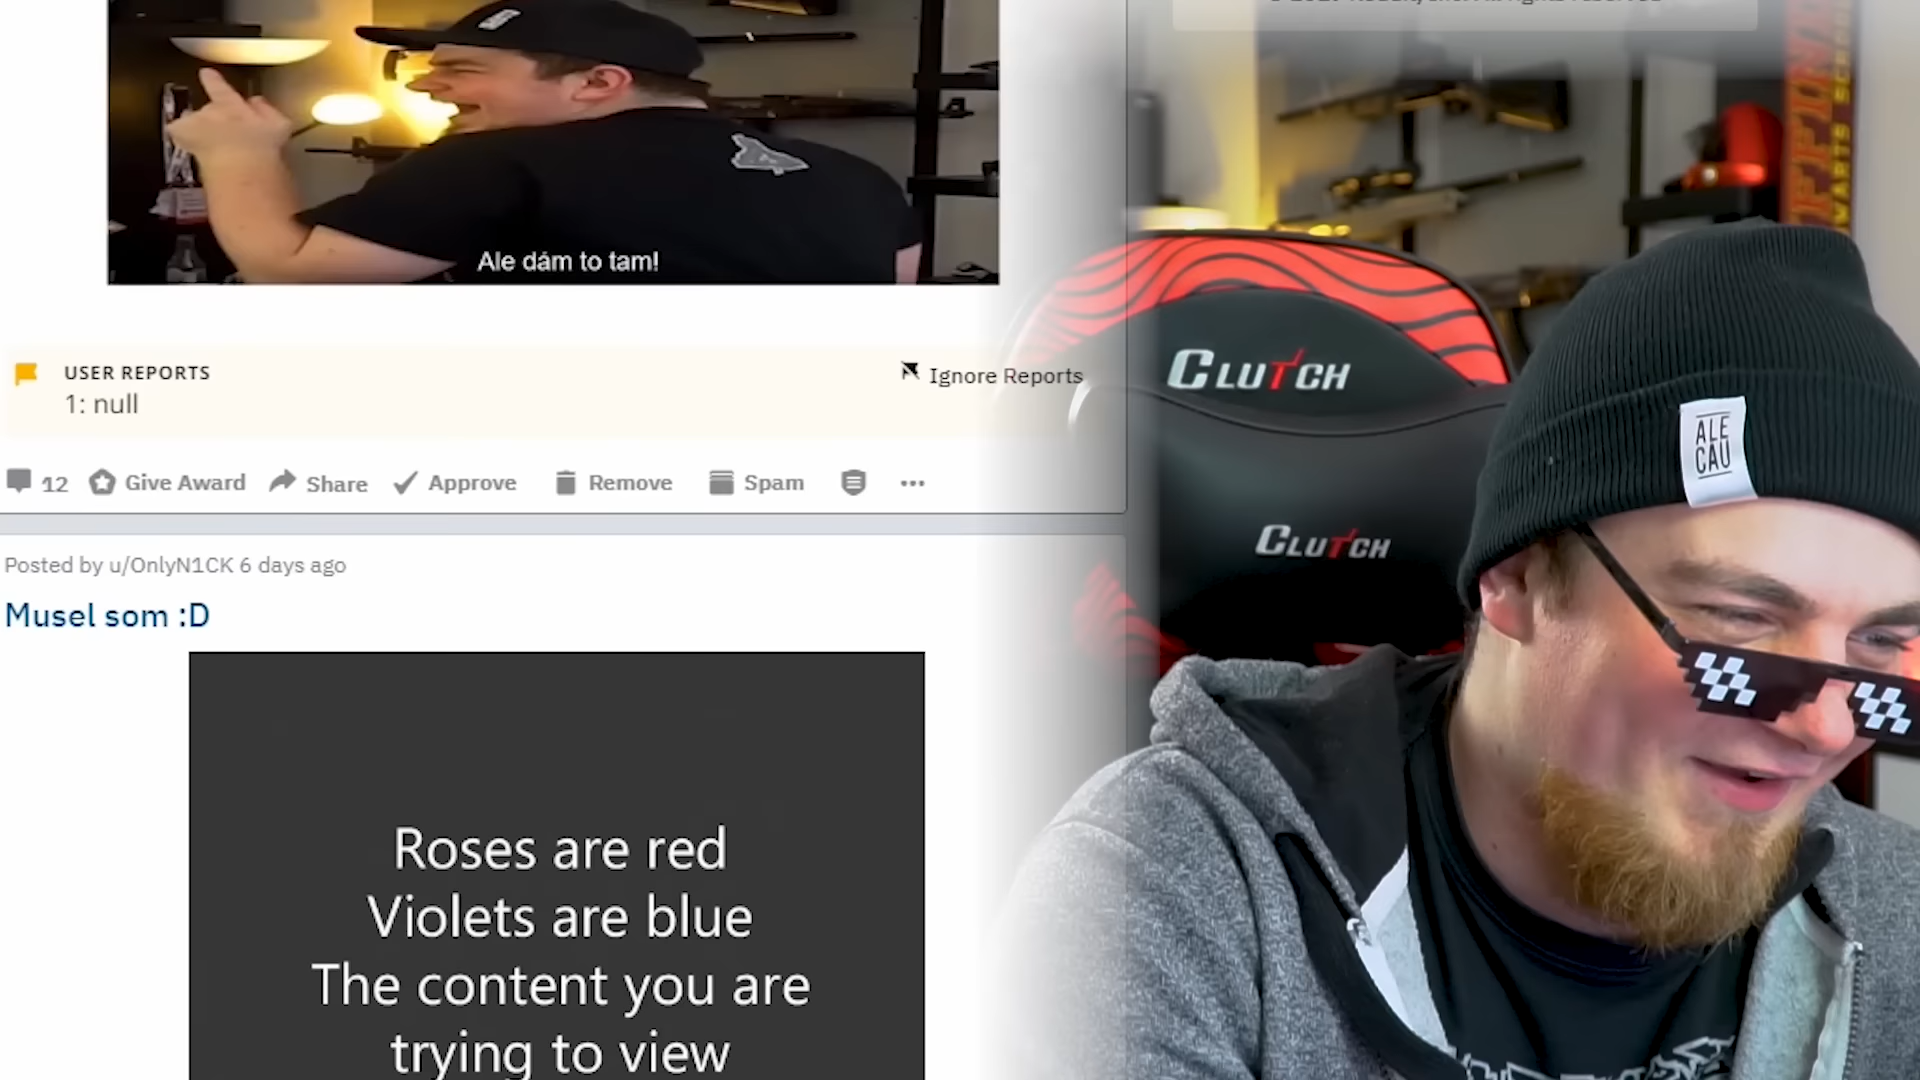 Ale dám to tam!
USER REPORTS
1: null
Ignore Reports
12 Give Award Share Approve Remove Spam
Posted by u/OnlyN1CK 6 days ago
Musel som :D
Roses are red
Violets are blue
The content you are
trying to view
CLUTCH
CLUTCH
ALE
CAU